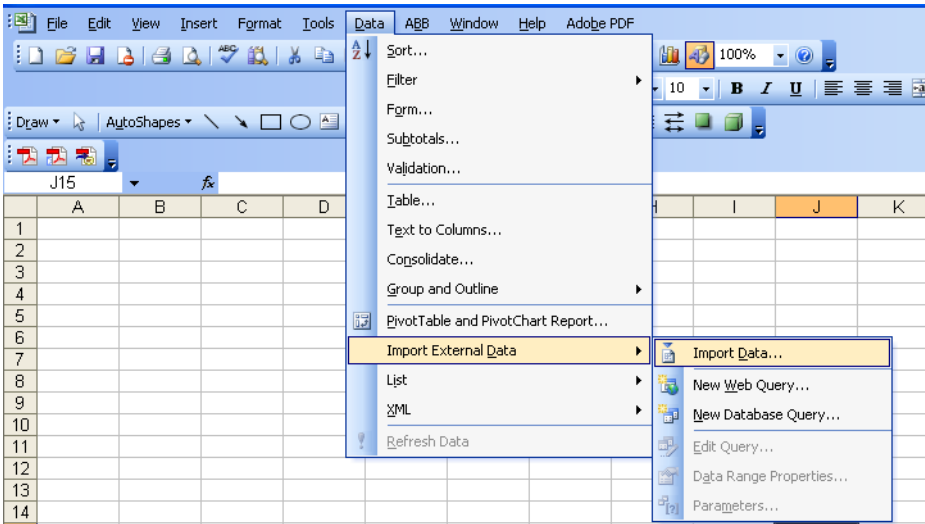 File Edit View Insert Format Tools Data ABB Window Help Adobe PDF
Sort... 100%
Filter 10 B I U
Form...
Draw AutoShapes
Subtotals...
Validation...
J15 fx
Table...
A B C D H I J K
1
Text to Columns...
2
Consolidate...
3
Group and Outline
4
PivotTable and PivotChart Report...
5
6
Import External Data Import Data...
7
List New Web Query...
8
XML New Database Query...
9
10
Refresh Data Edit Query...
11
Data Range Properties...
12
13
Parameters...
14